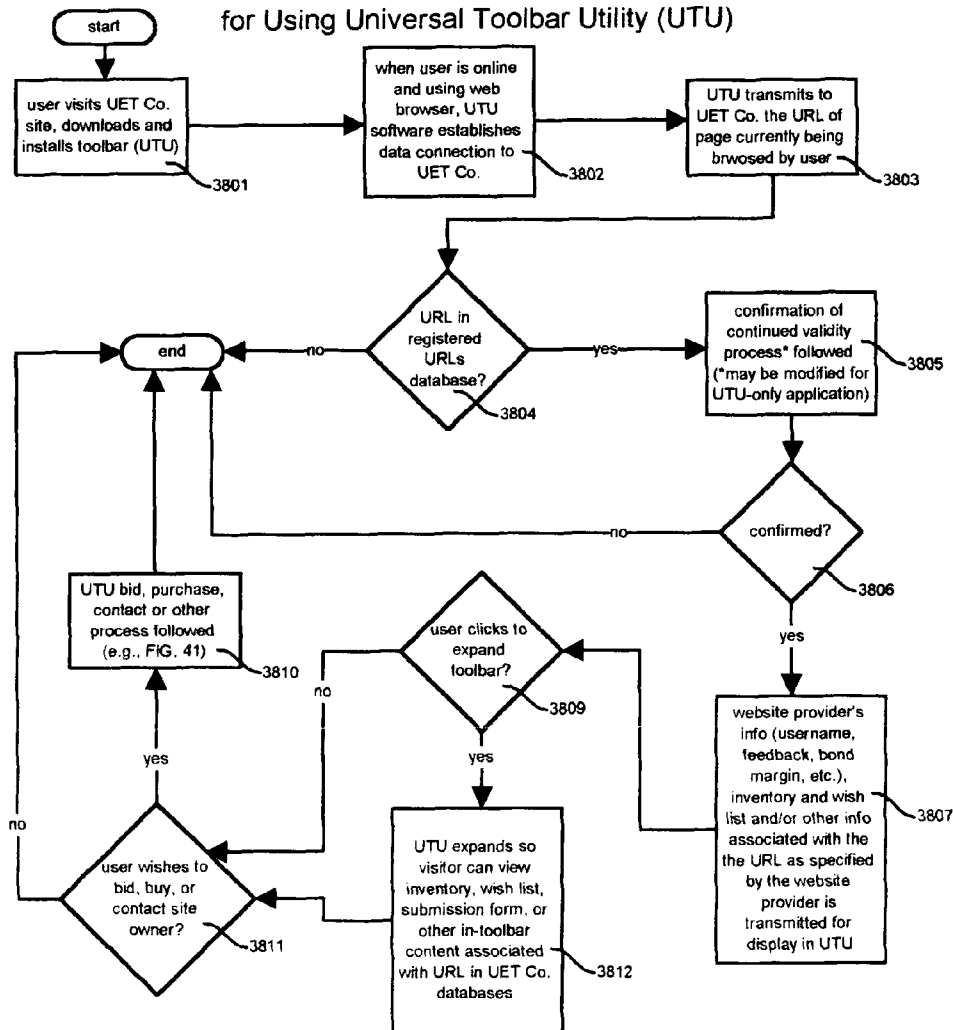 for Using Universal Toolbar Utility (UTU)
start
user visits UET Co.
site, downloads and
installs toolbar (UTU)
3801
when user is online
and using web
browser, UTU
software establishes
data connection to
UET Co.
3802
UTU transmits to
UET Co. the URL of
page currently being
brwosed by user
3803
URL in
registered
URLs
database?
3804
no
end
yes
confirmation of
continued validity
process* followed
(*may be modified for
UTU-only application)
3805
confirmed?
3806
no
yes
website provider's
info (username,
feedback, bond
margin, etc.),
inventory and wish
list and/or other info
associated with the
the URL as specified
by the website
provider is
transmitted for
display in UTU
3807
user clicks to
expand
toolbar?
3809
no
yes
UTU expands so
visitor can view
inventory, wish list,
submission form, or
other in-toolbar
content associated
with URL in UET Co.
databases
3812
user wishes to
bid, buy, or
contact site
owner?
3811
no
yes
UTU bid, purchase,
contact or other
process followed
(e.g., FIG. 41)
3810